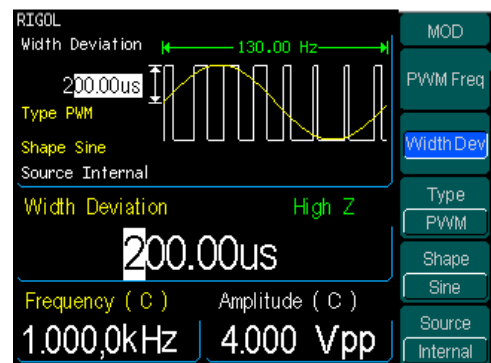 RIGOL
Width Deviation
130.00 Hz
200.00us
Type PWM
Shape Sine
Source Internal
Width Deviation High Z
200.00us
Frequency ( C ) Amplitude ( C )
1.000,0kHz 4.000 Vpp
MOD
PWM Freq
Width Dev
Type
PWM
Shape
Sine
Source
Internal